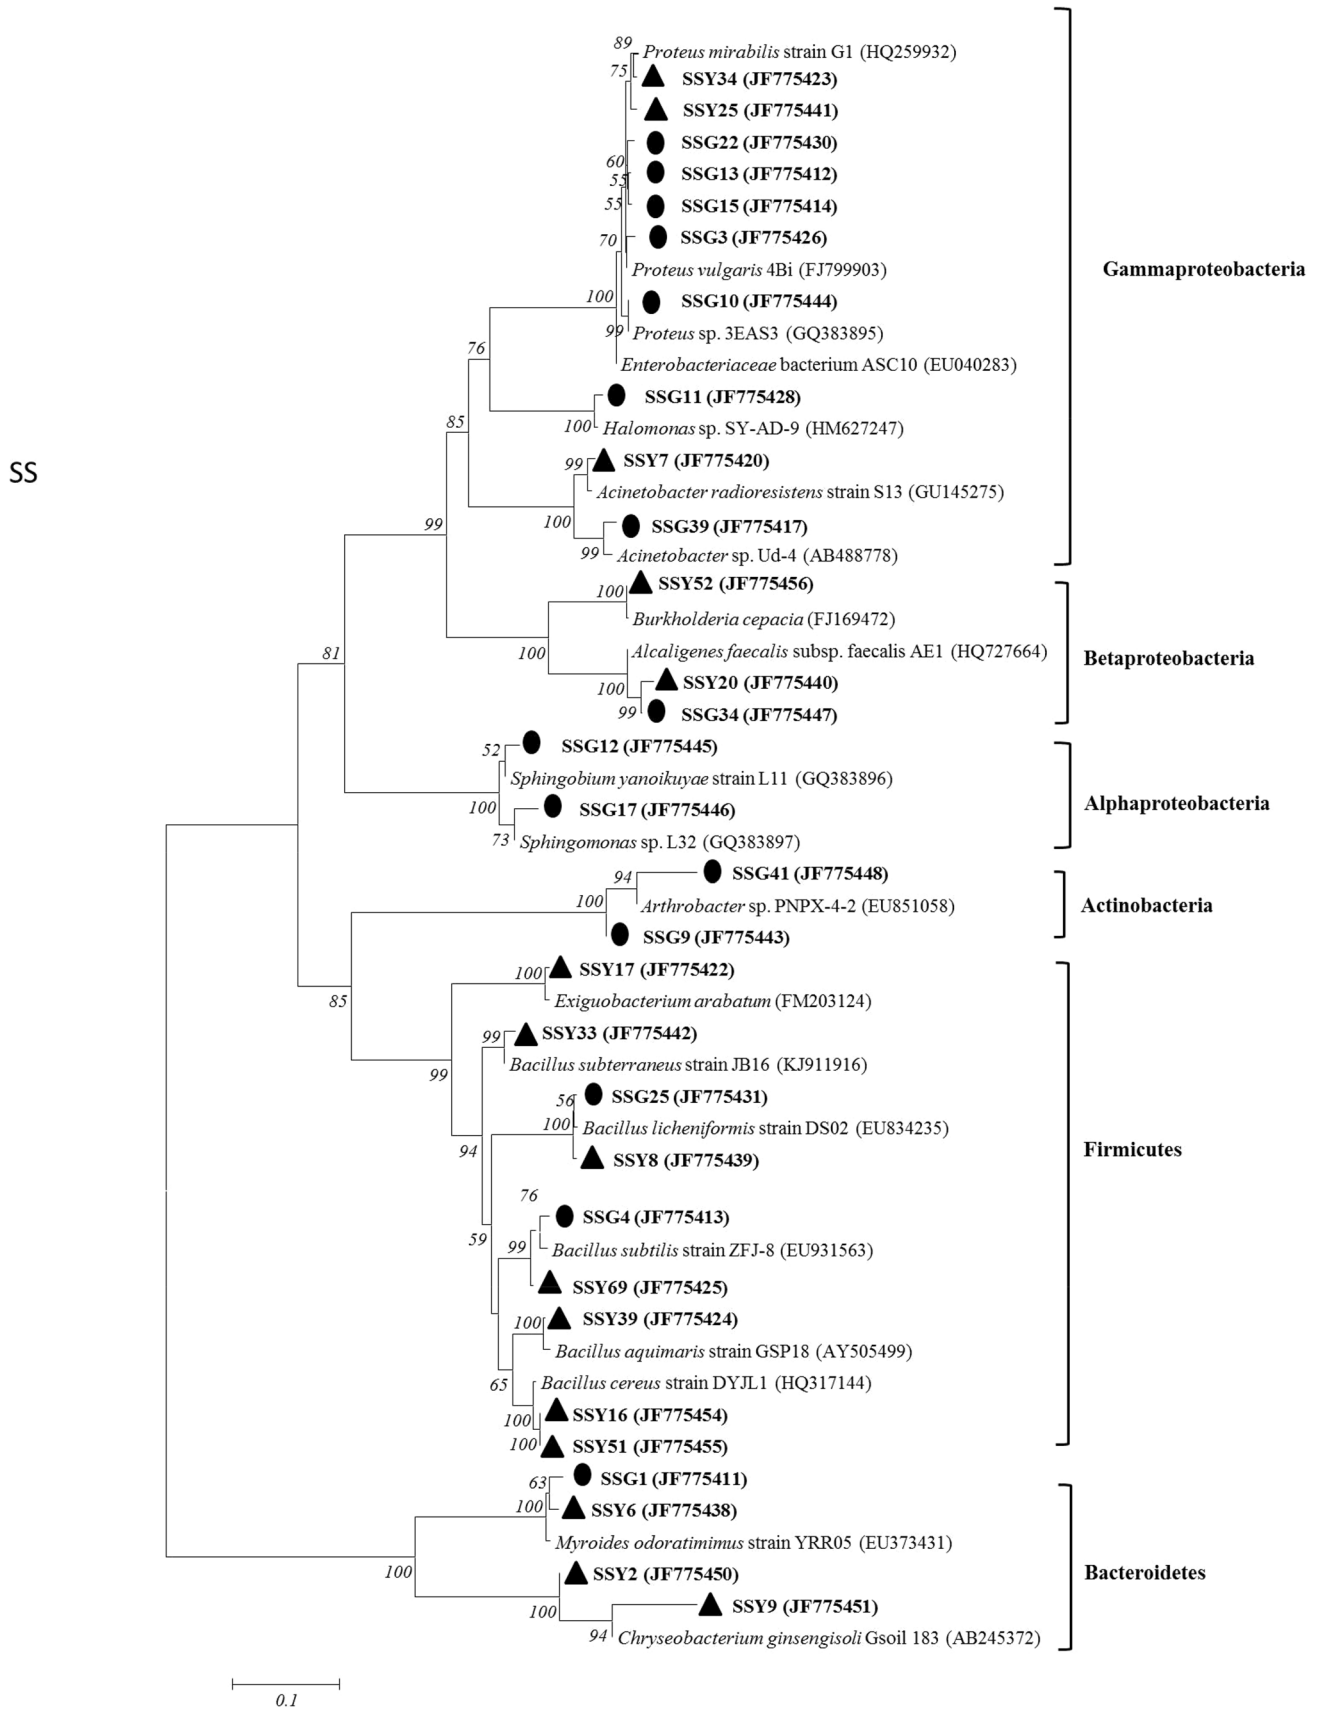 89
Proteus mirabilis strain G1 (HQ259932)
75
SSY34 (JF775423)
SSY25 (JF775441)
SSG22 (JF775430)
60
SSG13 (JF775412)
55
SSG15 (JF775414)
55
SSG3 (JF775426)
70
Proteus vulgaris 4Bi (FJ799903)
Gammaproteobacteria
100
SSG10 (JF775444)
99
Proteus sp. 3EAS3 (GQ383895)
76
Enterobacteriaceae bacterium ASC10 (EU040283)
SSG11 (JF775428)
85
100
Halomonas sp. SY-AD-9 (HM627247)
SS
99
SSY7 (JF775420)
Acinetobacter radioresistens strain S13 (GU145275)
99
100
SSG39 (JF775417)
99
Acinetobacter sp. Ud-4 (AB488778)
100
SSY52 (JF775456)
Burkholderia cepacia (FJ169472)
81
100
Alcaligenes faecalis subsp. faecalis AE1 (HQ727664)
Betaproteobacteria
100
SSY20 (JF775440)
99
SSG34 (JF775447)
52
SSG12 (JF775445)
Sphingobium yanoikuyae strain L11 (GQ383896)
100
SSG17 (JF775446)
Alphaproteobacteria
73
Sphingomonas sp. L32 (GQ383897)
94
SSG41 (JF775448)
100
Arthrobacter sp. PNPX-4-2 (EU851058)
Actinobacteria
SSG9 (JF775443)
100
SSY17 (JF775422)
85
Exiguobacterium arabatum (FM203124)
99
SSY33 (JF775442)
99
Bacillus subterraneus strain JB16 (KJ911916)
56
SSG25 (JF775431)
100
Bacillus licheniformis strain DS02 (EU834235)
94
SSY8 (JF775439)
Firmicutes
76
SSG4 (JF775413)
59
99
Bacillus subtilis strain ZFJ-8 (EU931563)
SSY69 (JF775425)
100
SSY39 (JF775424)
Bacillus aquimaris strain GSP18 (AY505499)
65
Bacillus cereus strain DYJL1 (HQ317144)
100
SSY16 (JF775454)
100
SSY51 (JF775455)
63
SSG1 (JF775411)
100
SSY6 (JF775438)
Myroides odoratimimus strain YRR05 (EU373431)
100
SSY2 (JF775450)
Bacteroidetes
100
SSY9 (JF775451)
94
Chryseobacterium ginsengisoli Gsoil 183 (AB245372)
0.1